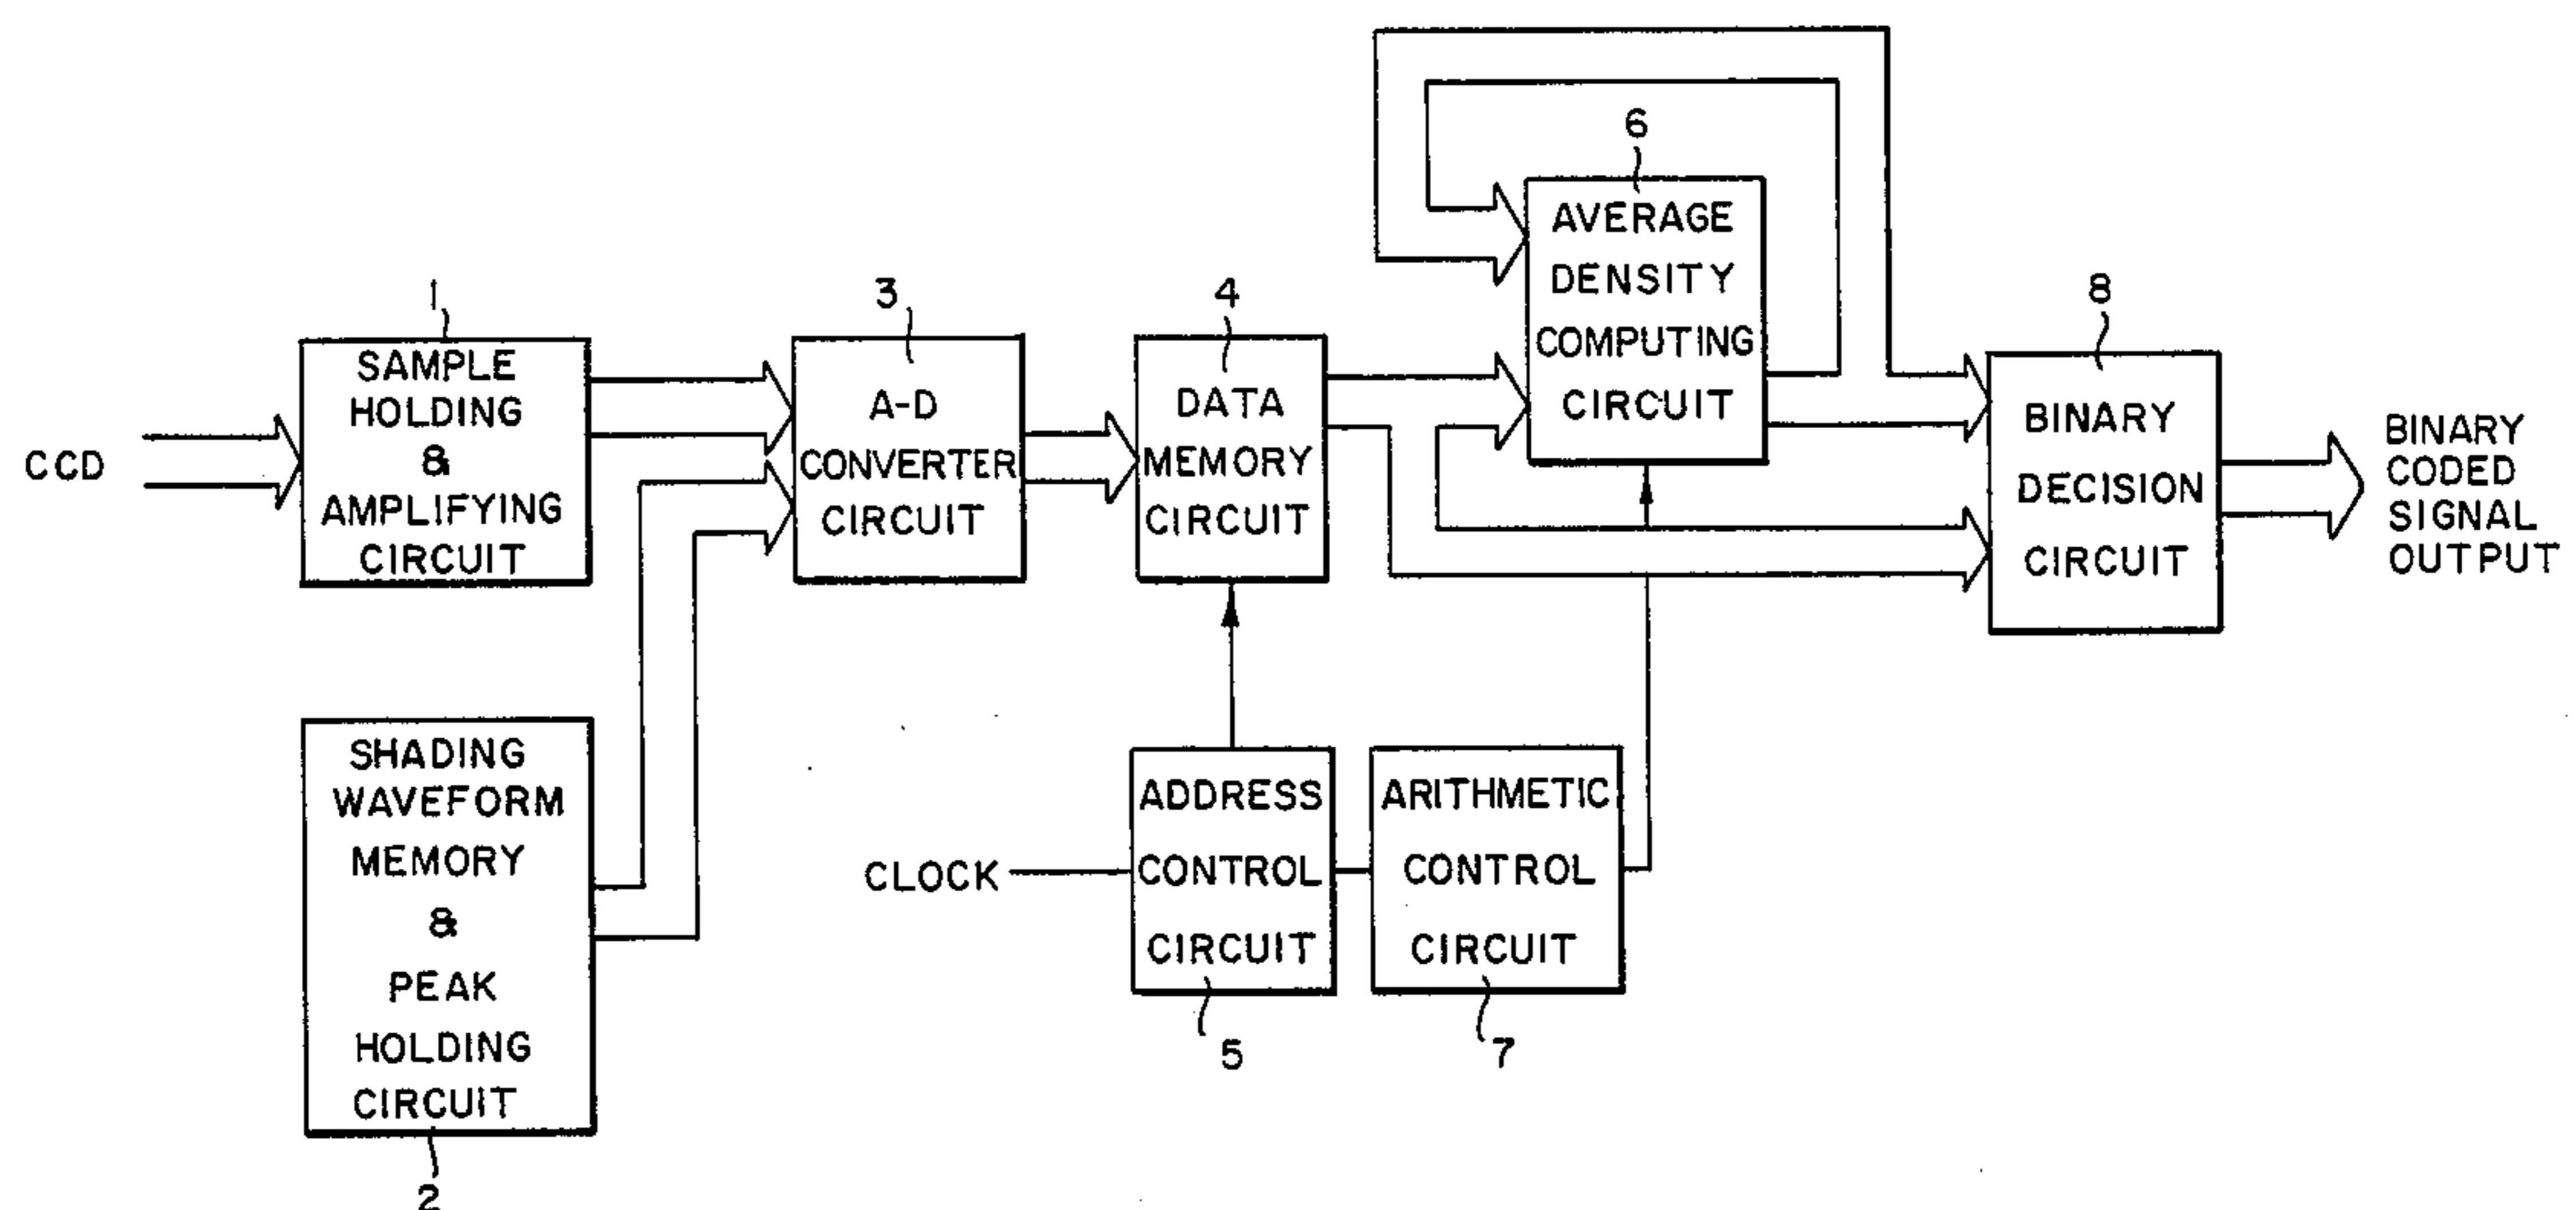 CCD
1
SAMPLE
HOLDING
&
AMPLIFYING
CIRCUIT
SHADING
WAVEFORM
MEMORY
&
PEAK
HOLDING
CIRCUIT
2
3
A-D
CONVERTER
CIRCUIT
4
DATA
MEMORY
CIRCUIT
CLOCK
ADDRESS
CONTROL
CIRCUIT
5
6
AVERAGE
DENSITY
COMPUTING
CIRCUIT
ARITHMETIC
CONTROL
CIRCUIT
7
8
BINARY
DECISION
CIRCUIT
BINARY
CODED
SIGNAL
OUTPUT